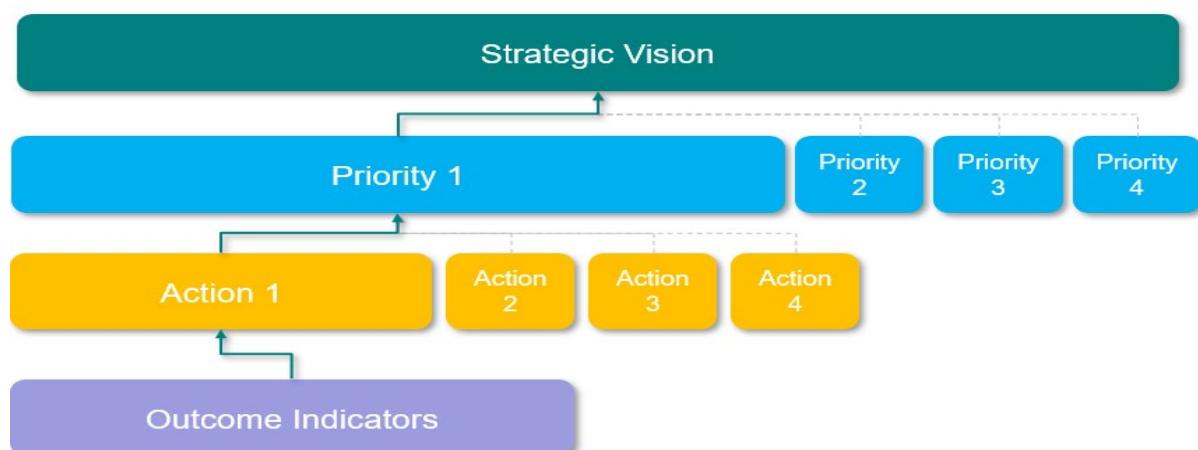 Strategic Vision
Priority 1
Priority
2
Priority
3
Priority
4
Action 1
Action
2
Action
3
Action
4
Outcome Indicators